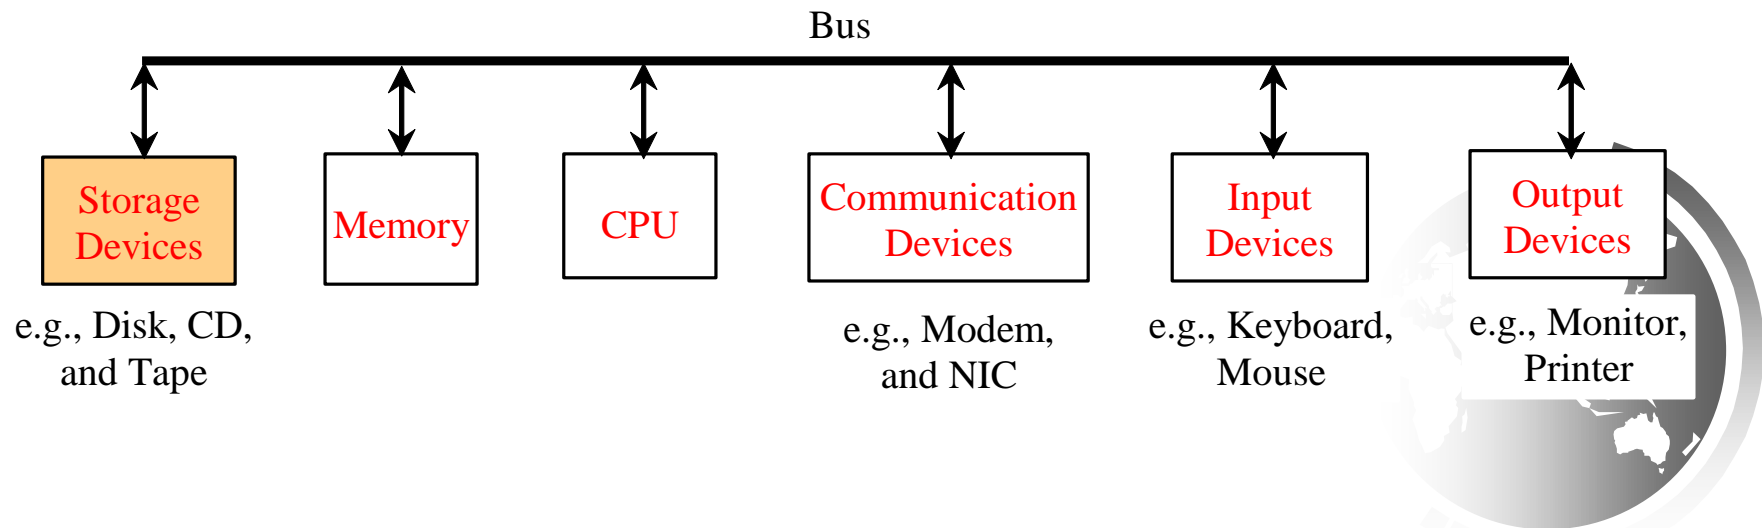 Bus
Storage
Devices
Memory
CPU
Communication
Devices
Input
Devices
Output
Devices
e.g., Disk, CD,
and Tape
e.g., Modem,
and NIC
e.g., Keyboard,
Mouse
e.g., Monitor,
Printer